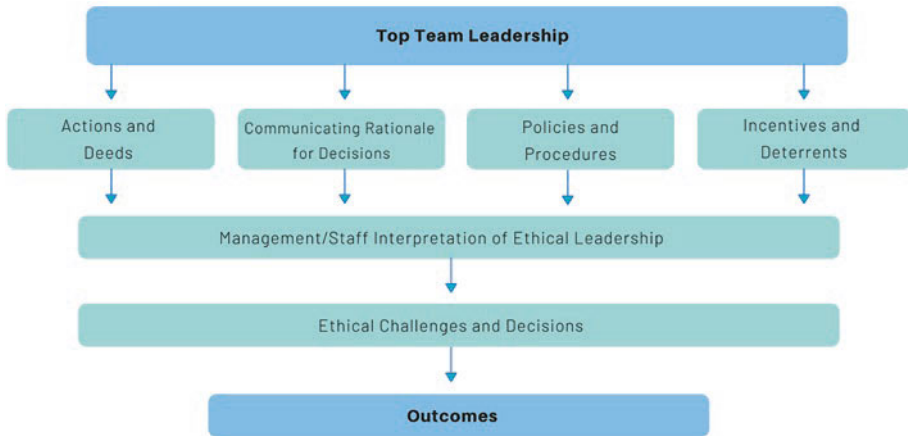 Top Team Leadership
Actions and
Deeds
Communicating Rationale
for Decisions
Policies and
Procedures
Incentives and
Deterrents
Management/Staff Interpretation of Ethical Leadership
Ethical Challenges and Decisions
Outcomes